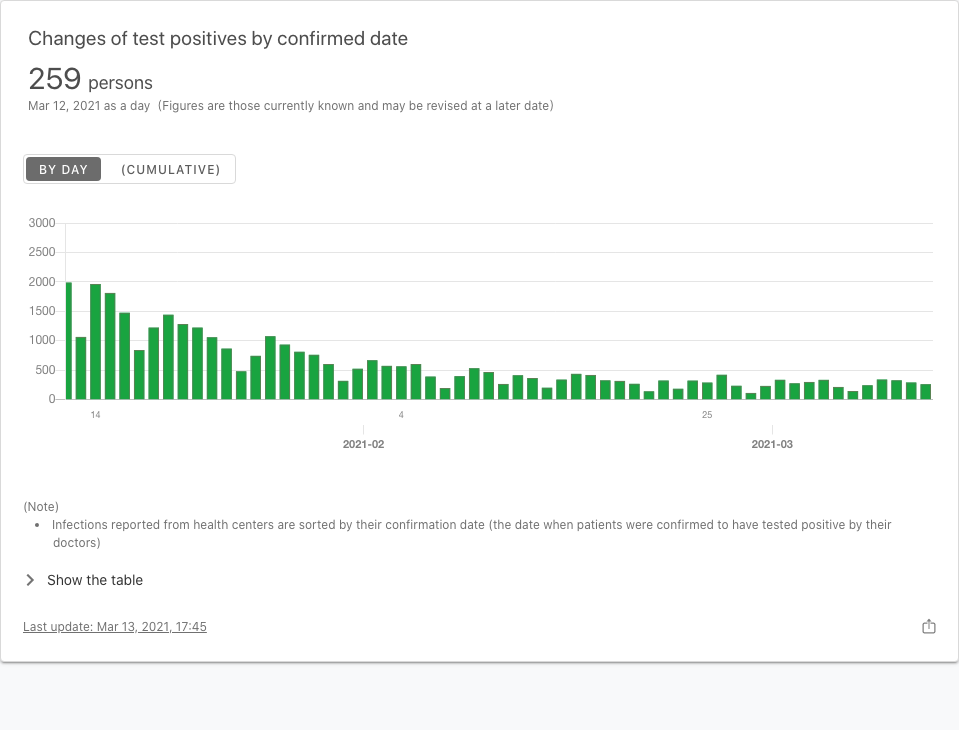 Changes of test positives by confirmed date
259 persons
Mar 12, 2021 as a day (Figures are those currently known and may be revised at a later date)
BY DAY (CUMULATIVE)
3000
2500
2000
1500
1000
500
0
14 4 25
2021-02 2021-03
(Note)
• Infections reported from health centers are sorted by their confirmation date (the date when patients were confirmed to have tested positive by their
doctors)
Show the table
Last update: Mar 13, 2021, 17:45